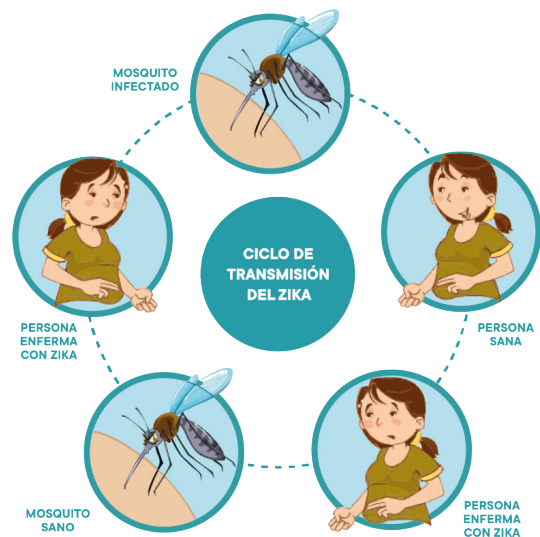 MOSQUITO
INFECTADO
CICLO DE
TRANSMISIÓN
DEL ZIKA
PERSONA
SANA
PERSONA
ENFERMA
CON ZIKA
MOSQUITO
SANO
PERSONA
ENFERMA
CON ZIKA